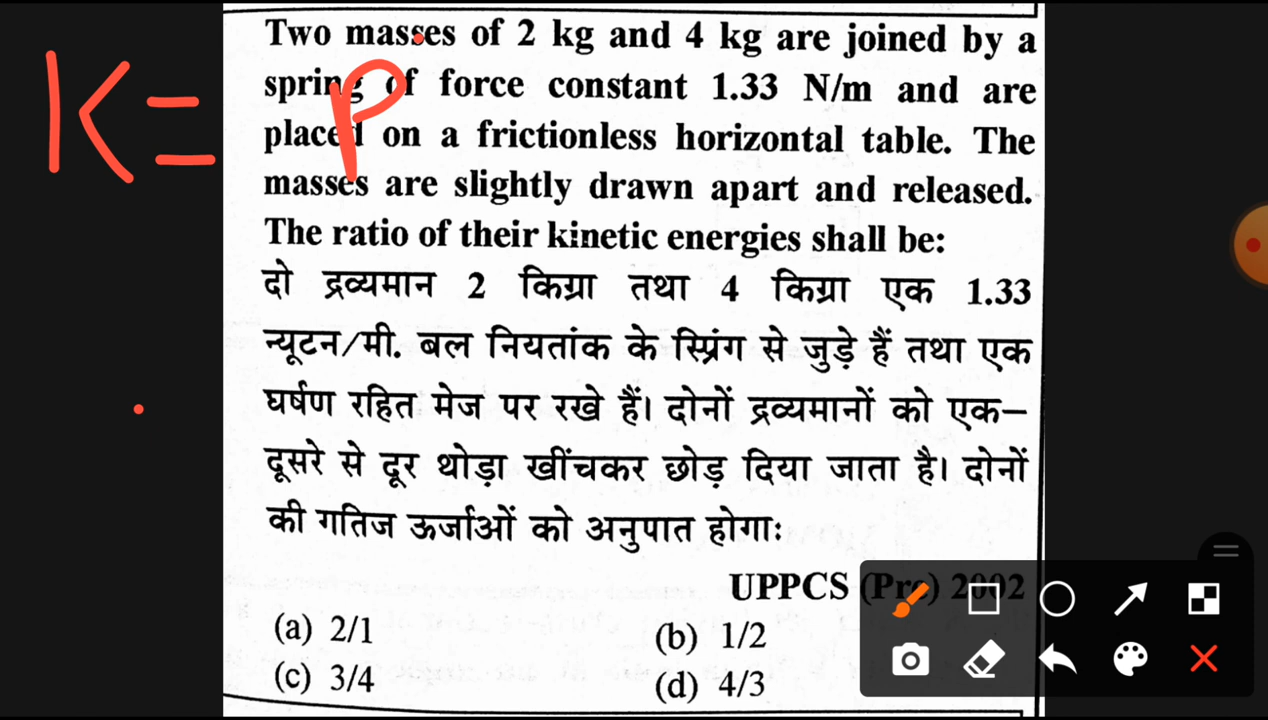 K= P
Two masses of 2 kg and 4 kg are joined by a
spring of force constant 1.33 N/m and are
placed on a frictionless horizontal table. The
masses are slightly drawn apart and released.
The ratio of their kinetic energies shall be:
दो द्रव्यमान 2 किग्रा तथा 4 किग्रा एक 1.33
न्यूटन/मी. बल नियतांक के स्प्रिंग से जुड़े हैं तथा एक
घर्षण रहित मेज पर रखे हैं। दोनों द्रव्यमानों को एक–
दूसरे से दूर थोड़ा खींचकर छोड़ दिया जाता है। दोनों
की गतिज ऊर्जाओं को अनुपात होगाः
UPPCS (Pre) 2002
(a) 2/1 (b) 1/2
(c) 3/4 (d) 4/3